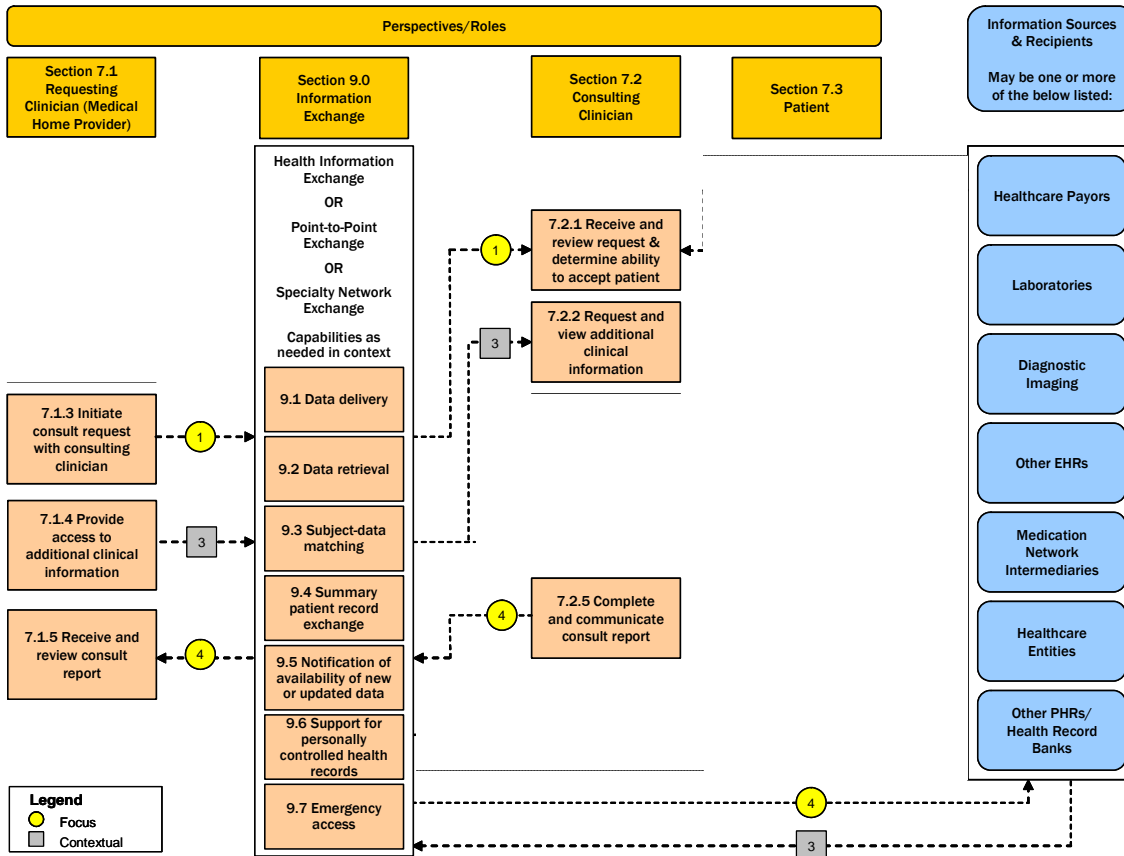 Perspectives/Roles
Information Sources
& Recipients
May be one or more
of the below listed:
Section 7.1
Requesting
Clinician (Medical
Home Provider)
Section 9.0
Information
Exchange
Section 7.2
Consulting
Clinician
Section 7.3
Patient
Health Information
Exchange
OR
Point-to-Point
Exchange
OR
Specialty Network
Exchange
Capabilities as
needed in context
9.1 Data delivery
9.2 Data retrieval
9.3 Subject-data
matching
9.4 Summary
patient record
exchange
9.5 Notification of
availability of new
or updated data
9.6 Support for
personally
controlled health
records
9.7 Emergency
access
7.1.3 Initiate
consult request
with consulting
clinician
1
7.1.4 Provide
access to
additional clinical
information
3
7.1.5 Receive and
review consult
report
4
1
7.2.1 Receive and
review request &
determine ability
to accept patient
3
7.2.2 Request and
view additional
clinical
information
4
7.2.5 Complete
and communicate
consult report
Healthcare Payors
Laboratories
Diagnostic
Imaging
Other EHRs
Medication
Network
Intermediaries
Healthcare
Entities
Other PHRs/
Health Record
Banks
4
3
Legend
Focus
Contextual